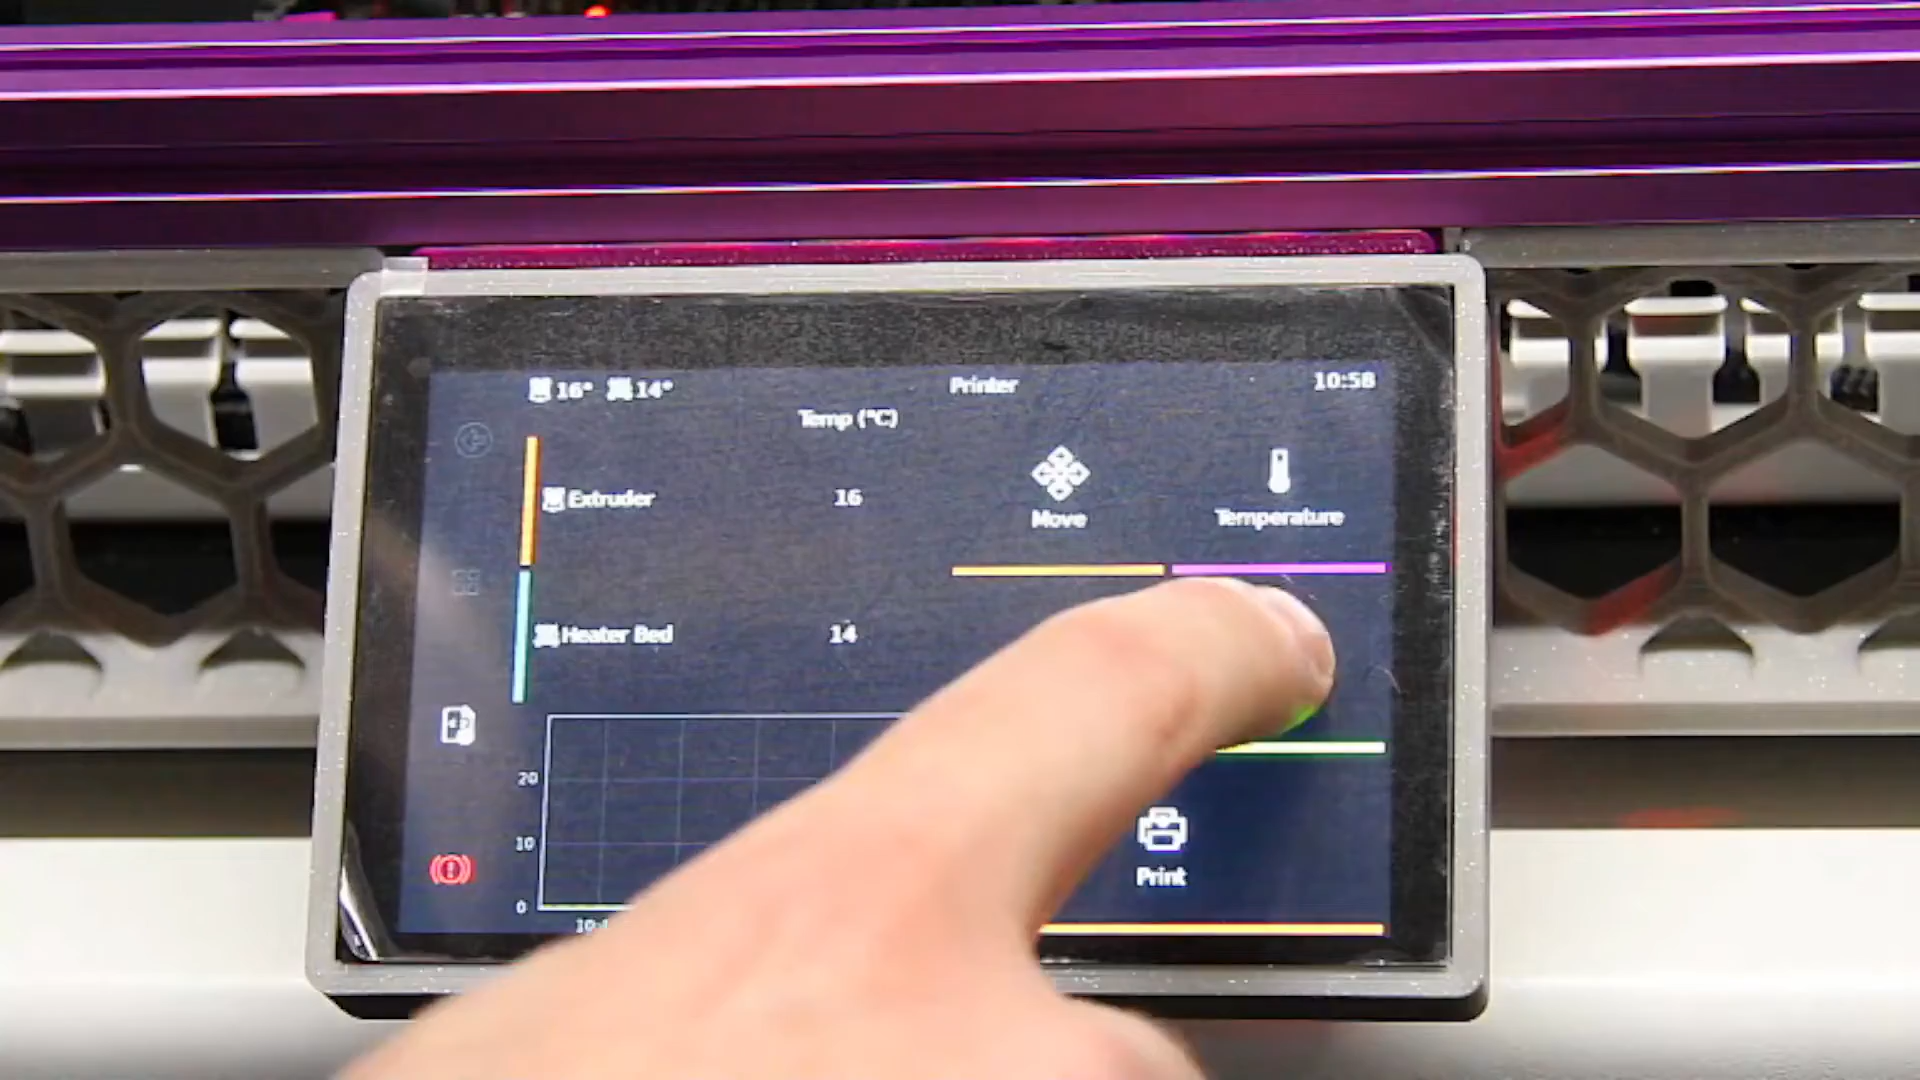 16° 14° Printer 10:58
Temp (°C)
Extruder 16
Move Temperature
Heater Bed 14
20
10
Print
0